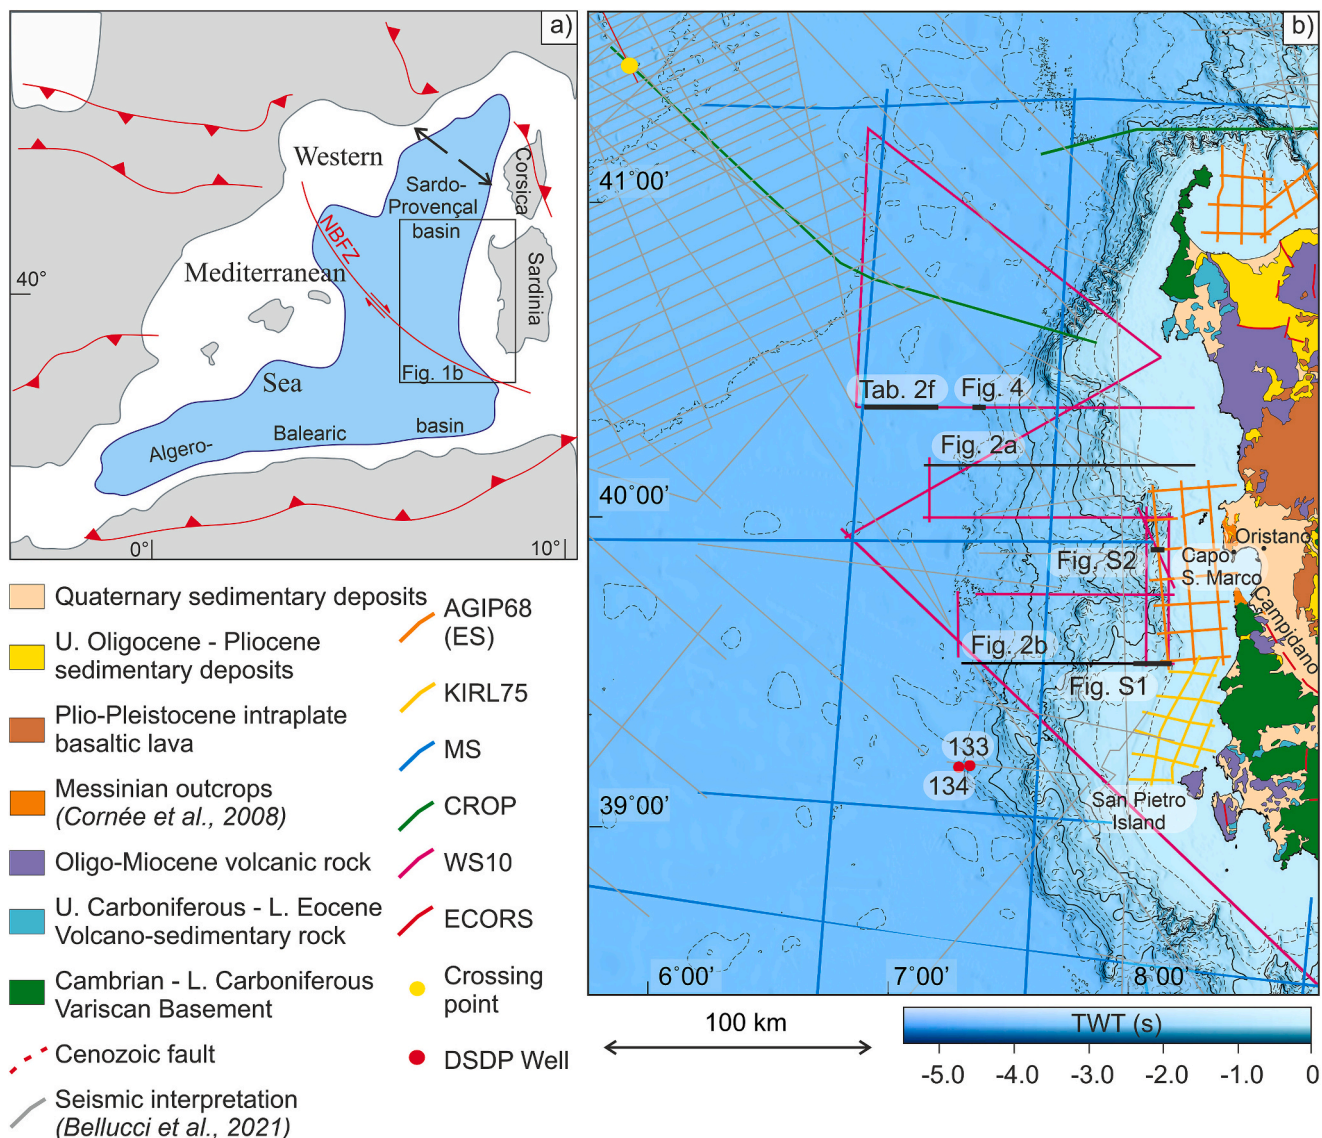 a)
Western
Corsica
Sardo-
Provençal
basin
NBFZ
Mediterranean
40°
Sardinia
Fig. 1b
Sea
Algero-
Balearic
basin
0°
10°
b)
41°00'
Tab. 2f
Fig. 4
Fig. 2a
40°00'
Oristano
Fig. S2
Capo
S. Marco
Campidano
Fig. 2b
Fig. S1
133
134
San Pietro
Island
39°00'
6°00'
7°00'
8°00'
100 km
TWT (s)
-5.0
-4.0
-3.0
-2.0
-1.0
0
Quaternary sedimentary deposits
U. Oligocene - Pliocene
sedimentary deposits
Plio-Pleistocene intraplate
basaltic lava
Messinian outcrops
(Cornée et al., 2008)
Oligo-Miocene volcanic rock
U. Carboniferous - L. Eocene
Volcano-sedimentary rock
Cambrian - L. Carboniferous
Variscan Basement
Cenozoic fault
Seismic interpretation
(Bellucci et al., 2021)
AGIP68
(ES)
KIRL75
MS
CROP
WS10
ECORS
Crossing
point
DSDP Well